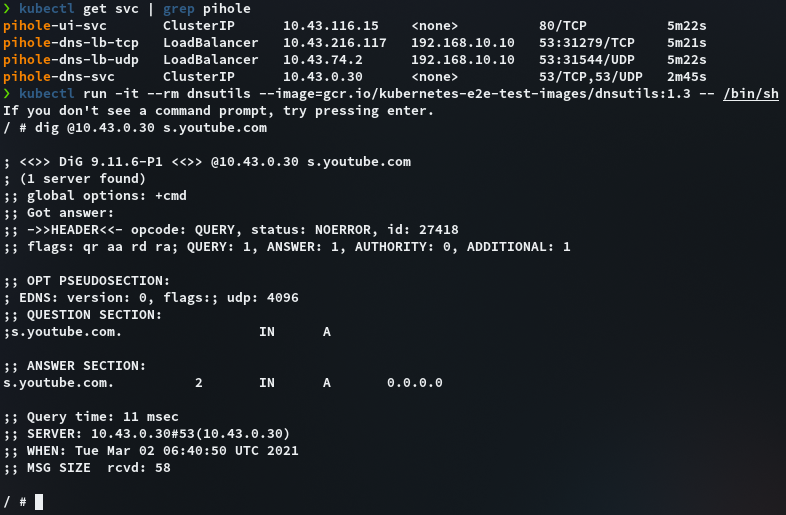 ❯ kubectl get svc | grep pihole
pihole-ui-svc       ClusterIP      10.43.116.15    <none>          80/TCP          5m22s
pihole-dns-lb-tcp   LoadBalancer   10.43.216.117   192.168.10.10   53:31279/TCP    5m21s
pihole-dns-lb-udp   LoadBalancer   10.43.74.2      192.168.10.10   53:31544/UDP    5m22s
pihole-dns-svc      ClusterIP      10.43.0.30      <none>          53/TCP,53/UDP   2m45s
❯ kubectl run -it --rm dnsutils --image=gcr.io/kubernetes-e2e-test-images/dnsutils:1.3 -- /bin/sh
If you don't see a command prompt, try pressing enter.
/ # dig @10.43.0.30 s.youtube.com
; <<>> DiG 9.11.6-P1 <<>> @10.43.0.30 s.youtube.com
; (1 server found)
;; global options: +cmd
;; Got answer:
;; ->>HEADER<<- opcode: QUERY, status: NOERROR, id: 27418
;; flags: qr aa rd ra; QUERY: 1, ANSWER: 1, AUTHORITY: 0, ADDITIONAL: 1
;; OPT PSEUDOSECTION:
; EDNS: version: 0, flags:; udp: 4096
;; QUESTION SECTION:
;s.youtube.com.                 IN      A
;; ANSWER SECTION:
s.youtube.com.          2       IN      A       0.0.0.0
;; Query time: 11 msec
;; SERVER: 10.43.0.30#53(10.43.0.30)
;; WHEN: Tue Mar 02 06:40:50 UTC 2021
;; MSG SIZE  rcvd: 58
/ #